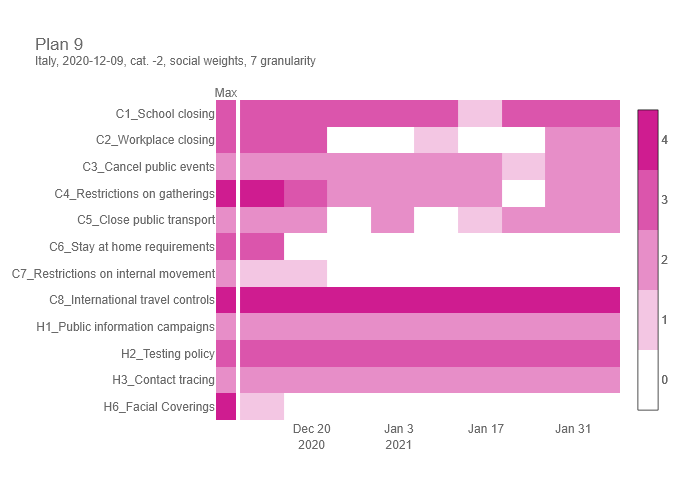 Plan 9
Italy, 2020-12-09, cat. -2, social weights, 7 granularity
Max
C1_School closing
C2_Workplace closing
C3_Cancel public events
C4_Restrictions on gatherings
C5_Close public transport
C6_Stay at home requirements
C7_Restrictions on internal movement
C8_International travel controls
H1_Public information campaigns
H2_Testing policy
H3_Contact tracing
H6_Facial Coverings
Dec 20
2020
Jan 3
2021
Jan 17
Jan 31
4
3
2
1
0